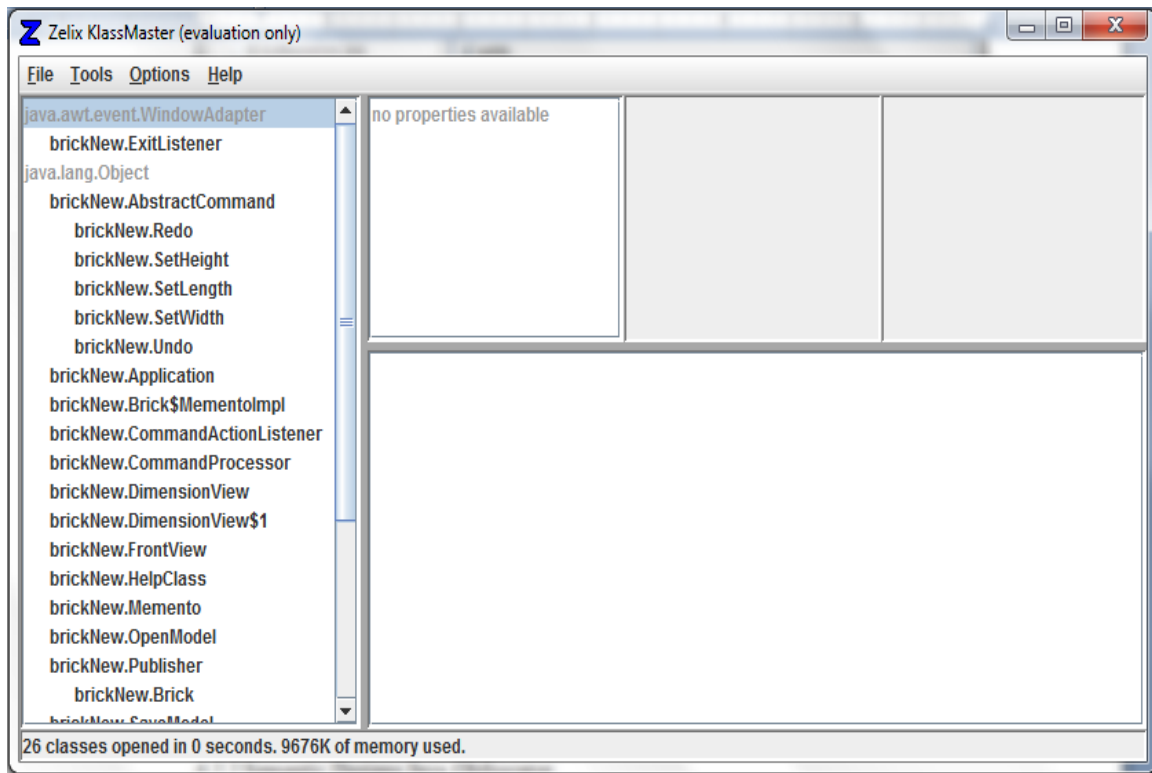 Zelix KlassMaster (evaluation only)
File Tools Options Help
java.awt.event.WindowAdapter
brickNew.ExitListener
java.lang.Object
brickNew.AbstractCommand
brickNew.Redo
brickNew.SetHeight
brickNew.SetLength
brickNew.SetWidth
brickNew.Undo
brickNew.Application
brickNew.Brick$MementoImpl
brickNew.CommandActionListener
brickNew.CommandProcessor
brickNew.DimensionView
brickNew.DimensionView$1
brickNew.FrontView
brickNew.HelpClass
brickNew.Memento
brickNew.OpenModel
brickNew.Publisher
brickNew.Brick
brickNew.SaveModel
no properties available
26 classes opened in 0 seconds. 9676K of memory used.